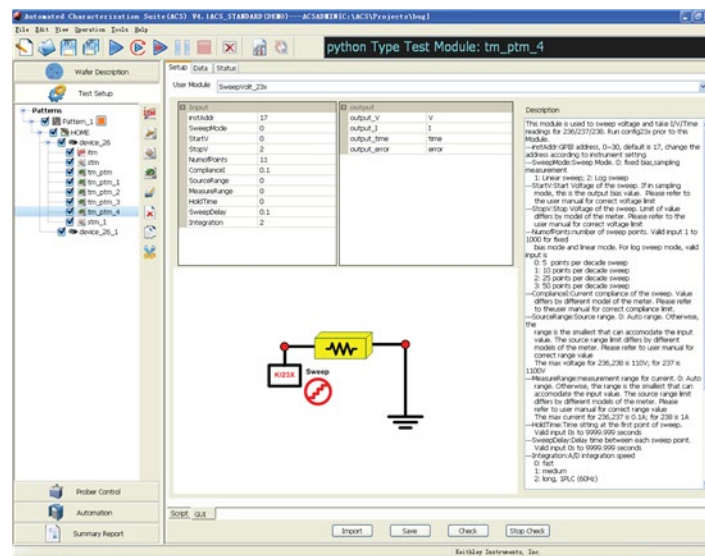 Automated Characterization Suite(ACS) V4.1ACS_STANDARD(DEMO)---ACSADMIN[C:\ACS\Projects\bug]
File Edit View Operation Tools Help
python Type Test Module: tm_ptm_4
Wafer Description
Test Setup
Patterns
Pattern_1
HOME
device_26
itm
stm
tm_ptm
tm_ptm_1
tm_ptm_2
tm_ptm_3
tm_ptm_4
stm_1
device_26_1
Prober Control
Automation
Summary Report
Setup Data Status
User Module SweepVolt_23x
Input
instAddr 17
SweepMode 0
StartV 0
StopV 2
NumofPoints 11
ComplianceI 0.1
SourceRange 0
MeasureRange 0
HoldTime 0
SweepDelay 0.1
Integration 2
output
output_V V
output_I I
output_time time
output_error error
KI23X
Sweep
Description
This module is used to sweep voltage and take I/V/Time
readings for 236/237/238. Run config23x prior to this
Module.
---instAddr:GPIB address, 0~30, default is 17, change the
address according to instrument setting
---SweepMode:Sweep Mode. 0: fixed bias,sampling
measurement
1: Linear sweep; 2: Log sweep
---StartV:Start Voltage of the sweep. If in sampling
mode, this is the output bias value. Please refer to
the user manual for correct voltage limit
---StopV:Stop Voltage of the sweep. Limit of value
differs by model of the meter. Please refer to the
user manual for correct voltage limit
---NumofPoints:number of sweep points. Valid input 1 to
1000 for fixed
bias mode and linear mode. For log sweep mode, valid
input is
0: 5 points per decade sweep
1: 10 points per decade sweep
2: 25 points per decade sweep
3: 50 points per decade sweep
---ComplianceI:Current compliance of the sweep. Value
differs by different model of the meter. Please refer
to theuser manual for correct compliance limit.
---SourceRange:Source range. 0: Auto range. Otherwise,
the
range is the smallest that can accomodate the input
value. The source range limit differs by different
models of the meter. Please refer to user manual for
correct range value
The max voltage for 236,238 is 110V; for 237 is
1100V
---MeasureRange:measurement range for current. 0: Auto
range. Otherwise, the range is the smallest that can
accomodate the input value. The source range limit
differs by different models of the meter. Please
refer to user manual for correct range value
The max current for 236,237 is 0.1A; for 238 is 1A
---HoldTime:Time sitting at the first point of sweep.
Valid input 0s to 9999.999 seconds
---SweepDelay:Delay time between each sweep point.
Valid input 0s to 9999.999 seconds
---Integration:A/D integration speed
0: fast
1: medium
2: long, 1PLC (60Hz)
Script GUI
Import Save Check Stop Check
Keithley Instruments, Inc